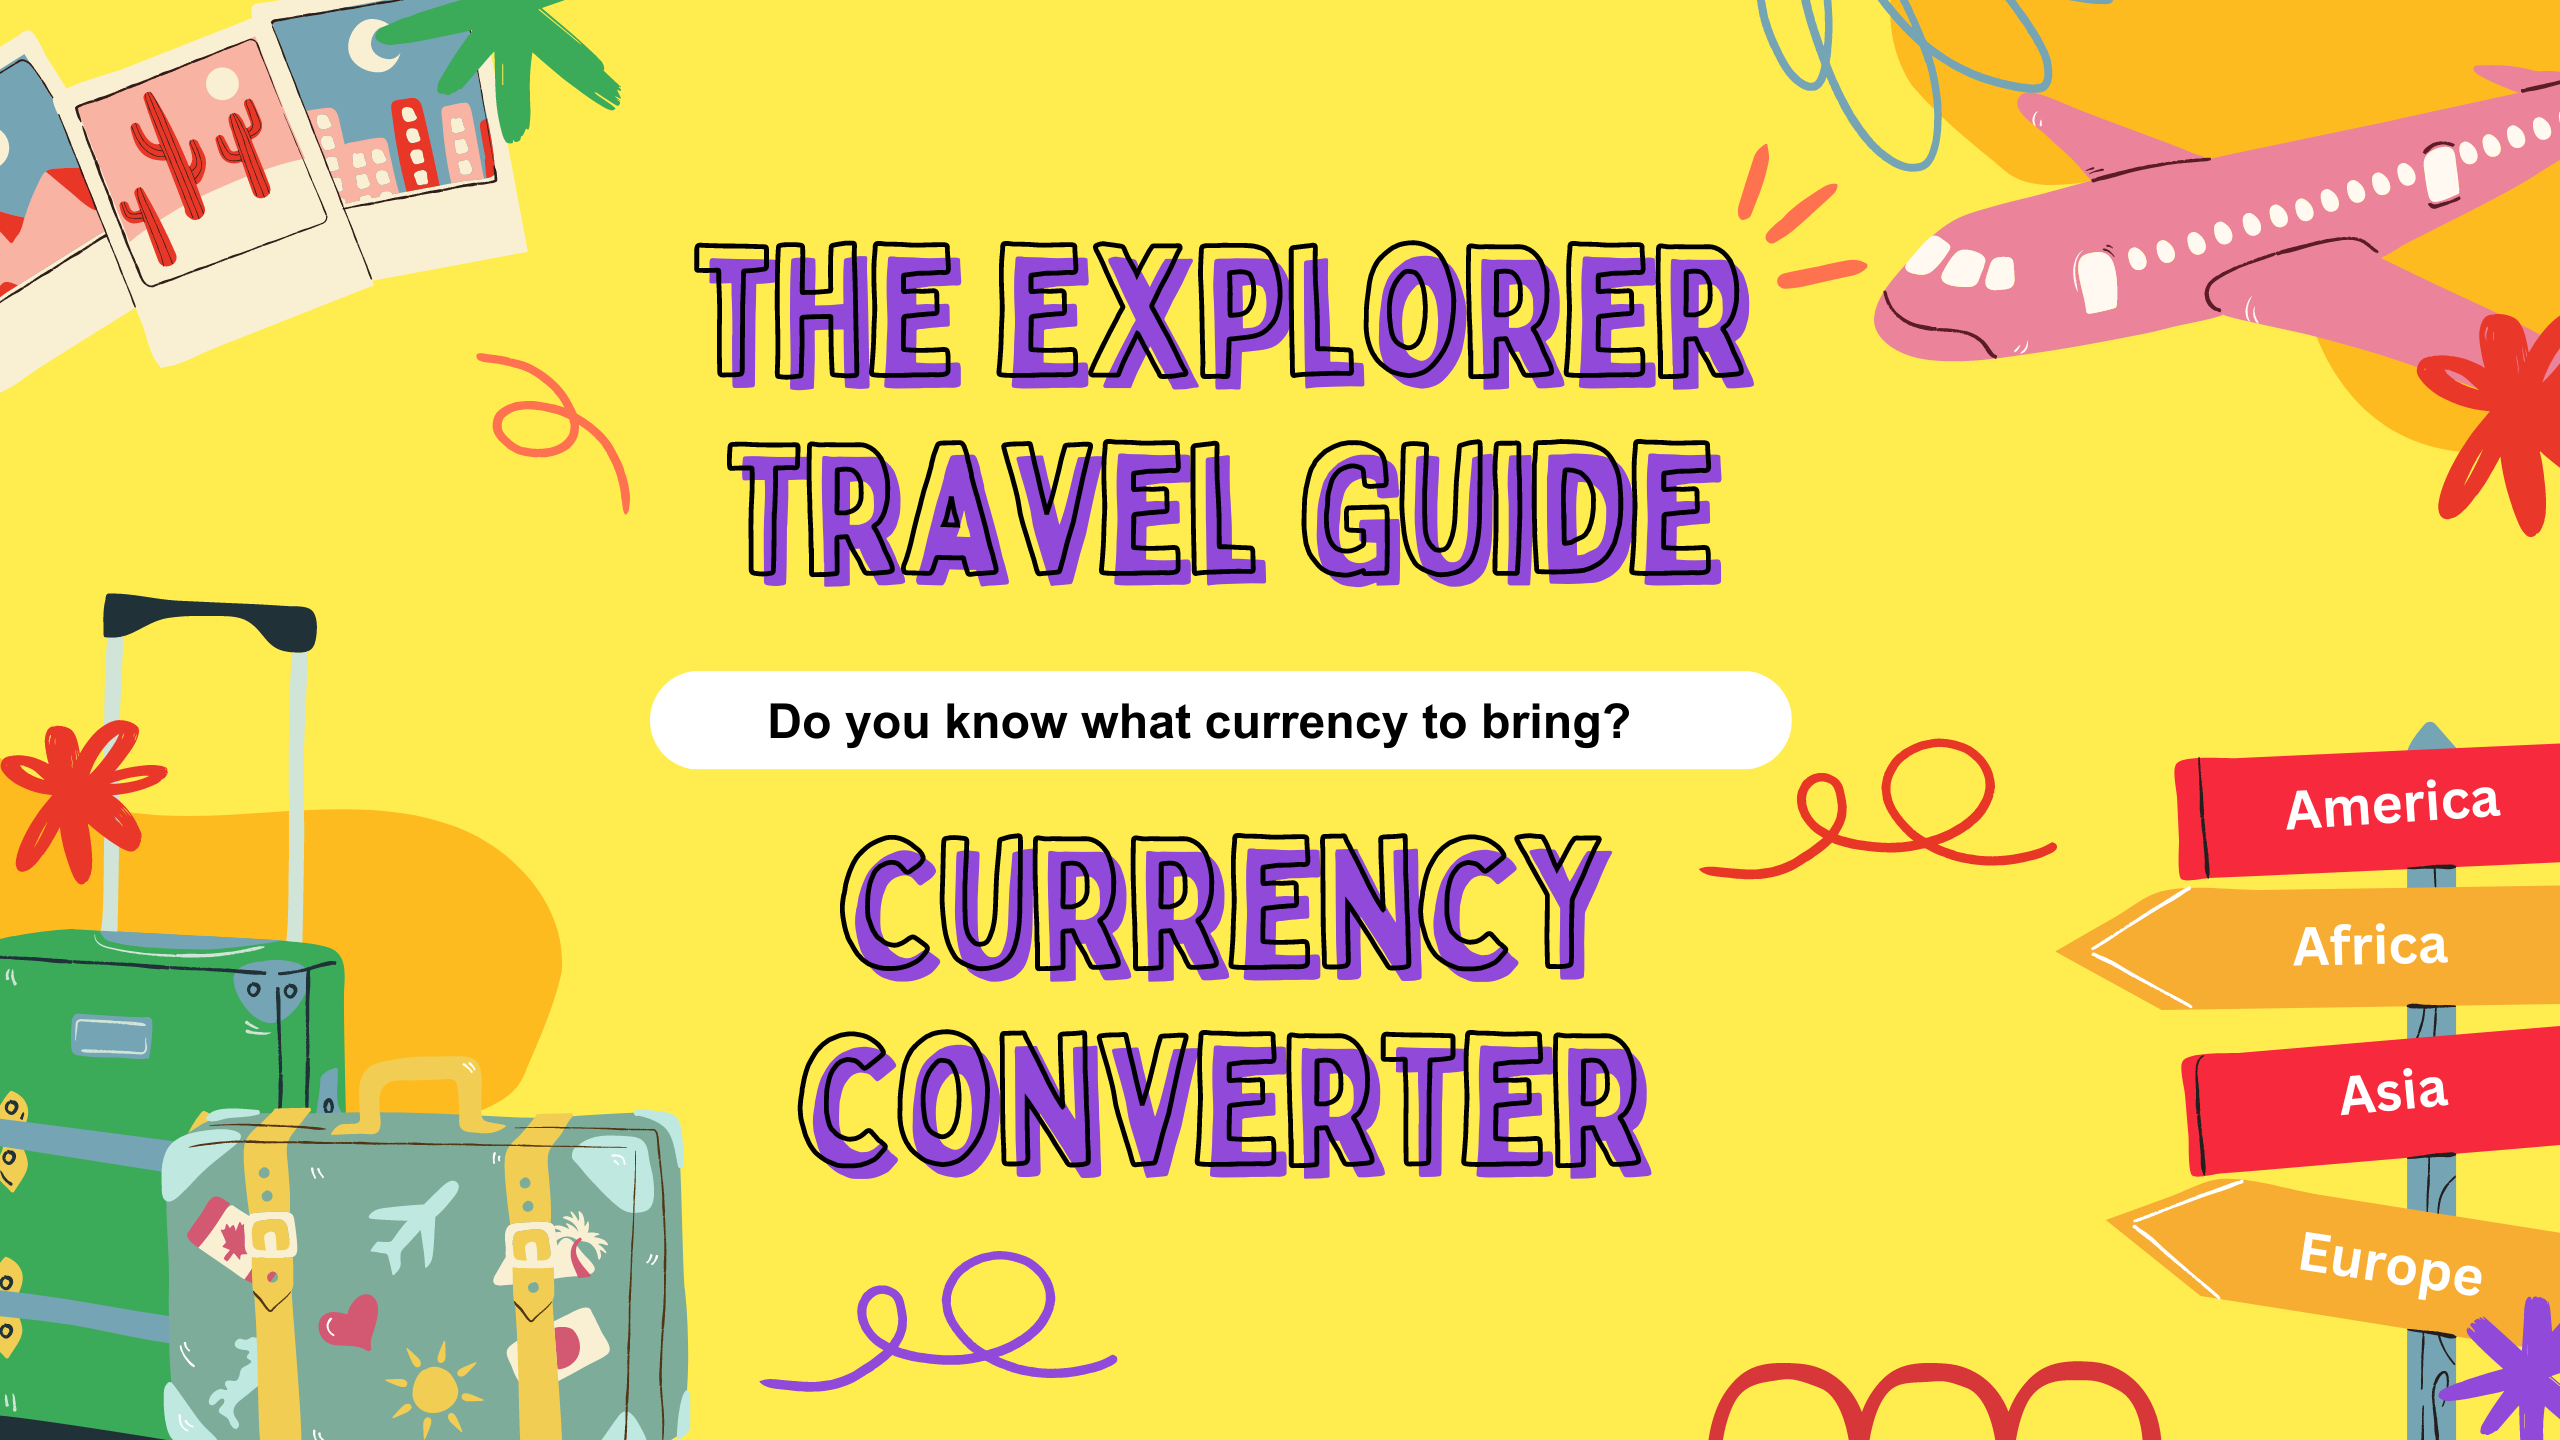 THE EXPLORER
TRAVEL GUIDE
Do you know what currency to bring?
CURRENCY
CONVERTER
America
Africa
Asia
Europe